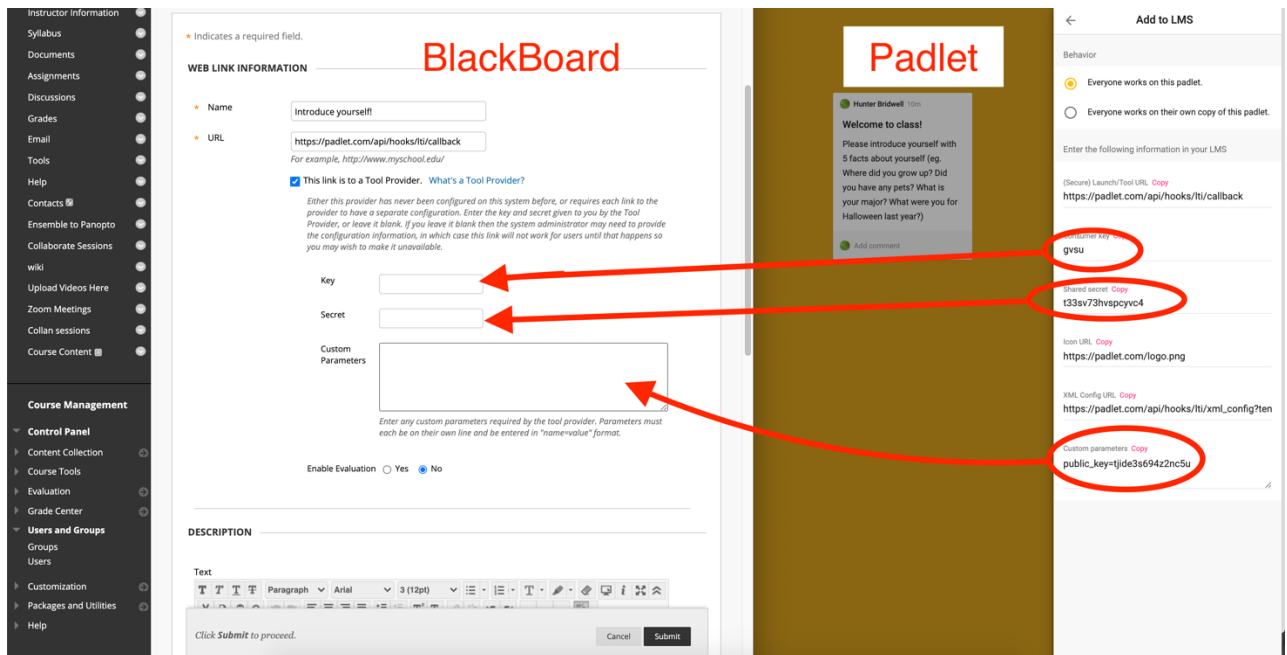 Instructor Information
Syllabus
Documents
Assignments
Discussions
Grades
Email
Tools
Help
Contacts
Ensemble to Panopto
Collaborate Sessions
wiki
Upload Videos Here
Zoom Meetings
Collan sessions
Course Content
Course Management
Control Panel
Content Collection
Course Tools
Evaluation
Grade Center
Users and Groups
Groups
Users
Customization
Packages and Utilities
Help
* Indicates a required field.
BlackBoard
WEB LINK INFORMATION
* Name
Introduce yourself!
* URL
https://padlet.com/api/hooks/lti/callback
For example, http://www.myschool.edu/
This link is to a Tool Provider. What's a Tool Provider?
Either this provider has never been configured on this system before, or requires each link to the
provider to have a separate configuration. Enter the key and secret given to you by the Tool
Provider, or leave it blank. If you leave it blank then the system administrator may need to provide
the configuration information, in which case this link will not work for users until that happens so
you may wish to make it unavailable.
Key
Secret
Custom
Parameters
Enter any custom parameters required by the tool provider. Parameters must
each be on their own line and be entered in "name=value" format.
Enable Evaluation Yes No
DESCRIPTION
Text
T T T T Paragraph Arial 3 (12pt)
Click Submit to proceed.
Cancel Submit
Padlet
Hunter Bridwell 10m
Welcome to class!
Please introduce yourself with
5 facts about yourself (eg.
Where did you grow up? Did
you have any pets? What is
your major? What were you for
Halloween last year?)
Add comment
Add to LMS
Behavior
Everyone works on this padlet.
Everyone works on their own copy of this padlet.
Enter the following information in your LMS
(Secure) Launch/Tool URL Copy
https://padlet.com/api/hooks/lti/callback
Consumer key Copy
gvsu
Shared secret Copy
t33sv73hvspcyvc4
Icon URL Copy
https://padlet.com/logo.png
XML Config URL Copy
https://padlet.com/api/hooks/lti/xml_config?ten
Custom parameters Copy
public_key=tjide3s694z2nc5u